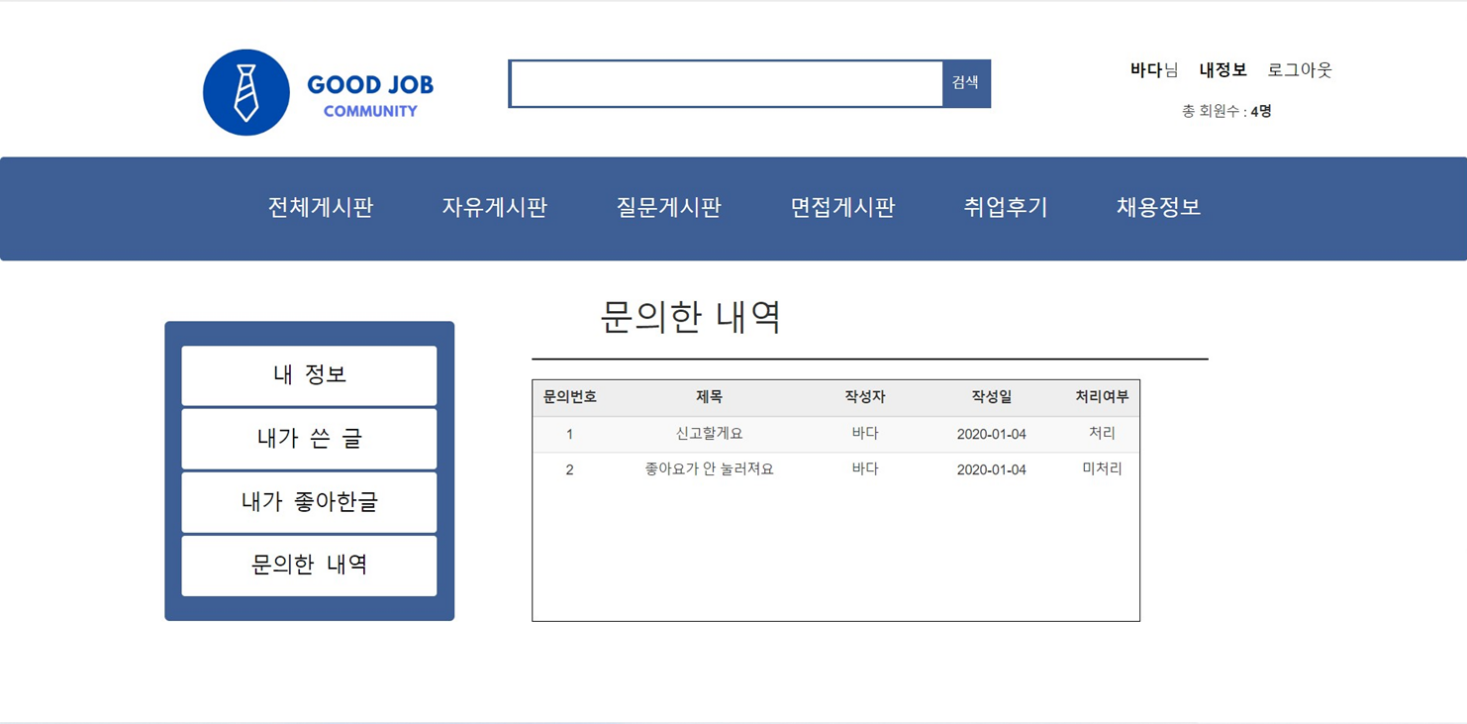 GOOD JOB
COMMUNITY
검색
바다님 내정보 로그아웃
총 회원수 : 4명
전체게시판 자유게시판 질문게시판 면접게시판 취업후기 채용정보
내 정보
내가 쓴 글
내가 좋아한글
문의한 내역
문의한 내역
문의번호 제목 작성자 작성일 처리여부
1 신고할게요 바다 2020-01-04 처리
2 좋아요가 안 눌러져요 바다 2020-01-04 미처리